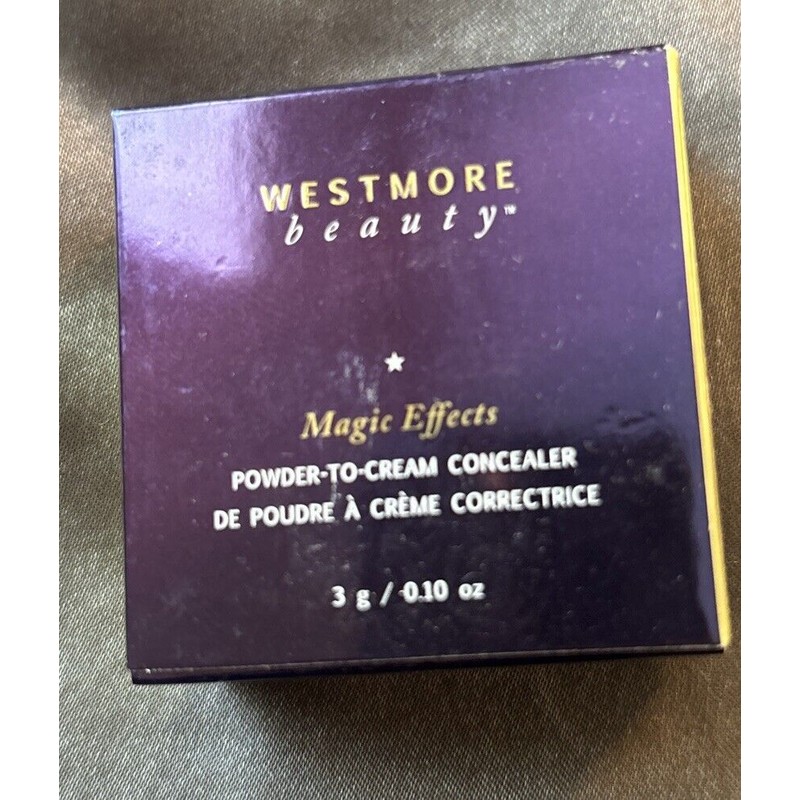 WESTMORE
beauty™
Magic Effects
POWDER-TO-CREAM CONCEALER
DE POUDRE À CRÈME CORRECTRICE
3 g / 0.10 oz